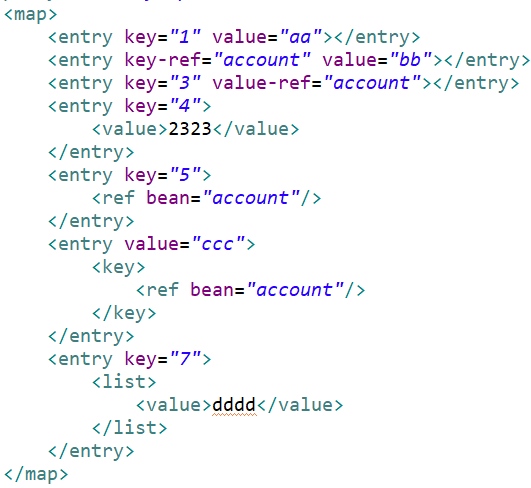 <map>
    <entry key="1" value="aa"></entry>
    <entry key-ref="account" value="bb"></entry>
    <entry key="3" value-ref="account"></entry>
    <entry key="4">
        <value>2323</value>
    </entry>
    <entry key="5">
        <ref bean="account"/>
    </entry>
    <entry value="ccc">
        <key>
            <ref bean="account"/>
        </key>
    </entry>
    <entry key="7">
        <list>
            <value>dddd</value>
        </list>
    </entry>
</map>